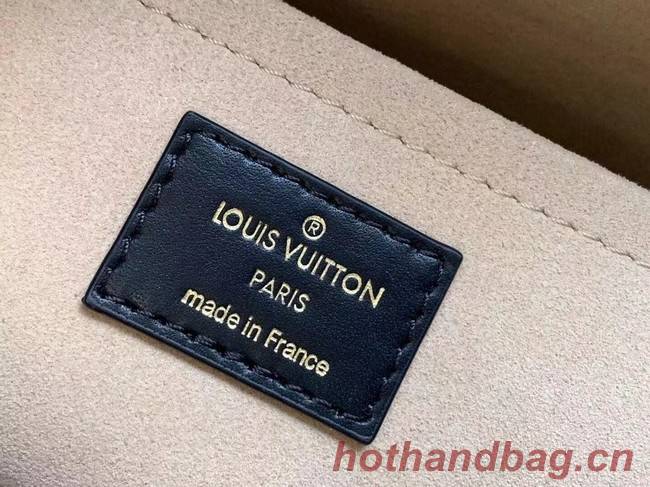 ®
LOUIS VUITTON
PARIS
made in France
hothandbag.cn